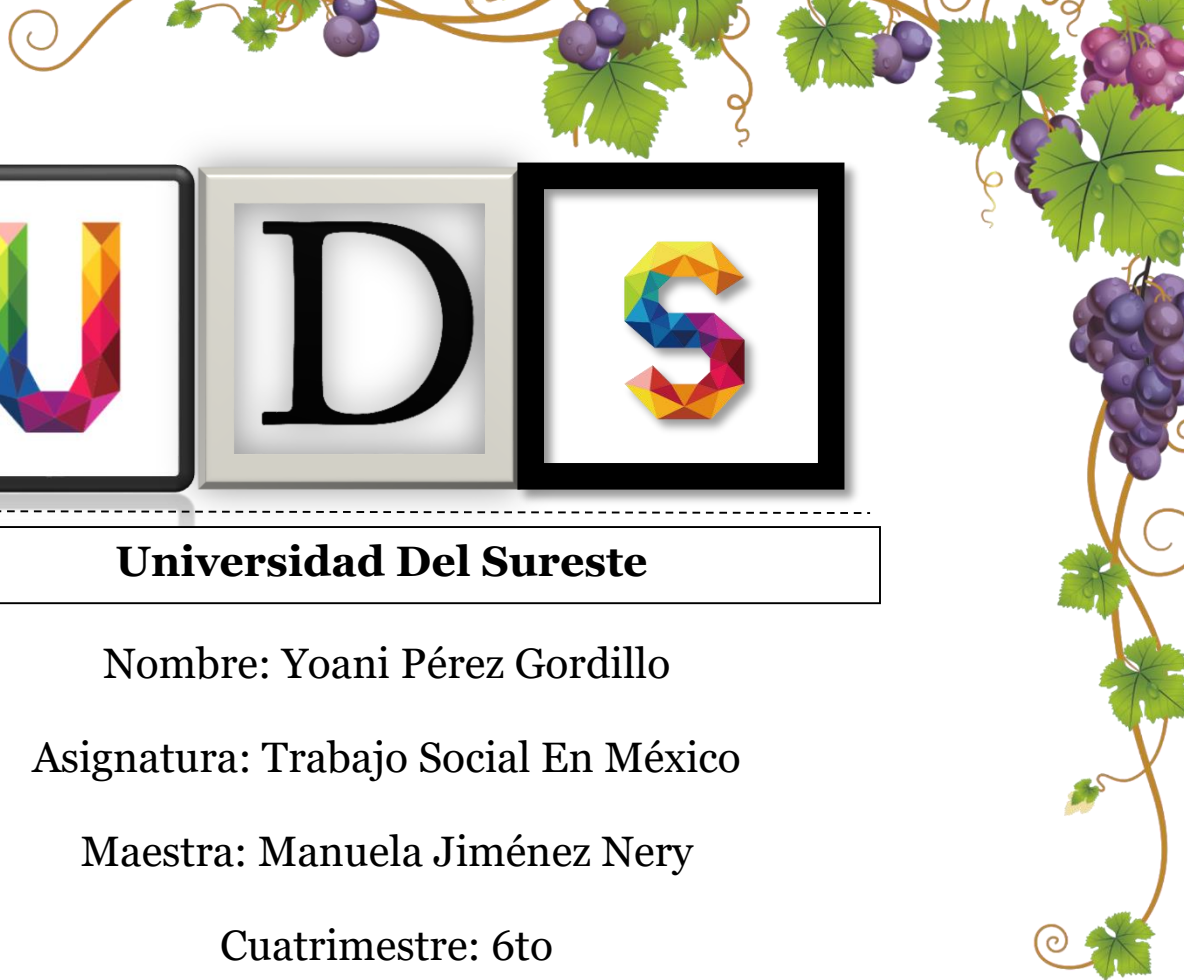 UDS
Universidad Del Sureste
Nombre: Yoani Pérez Gordillo
Asignatura: Trabajo Social En México
Maestra: Manuela Jiménez Nery
Cuatrimestre: 6to